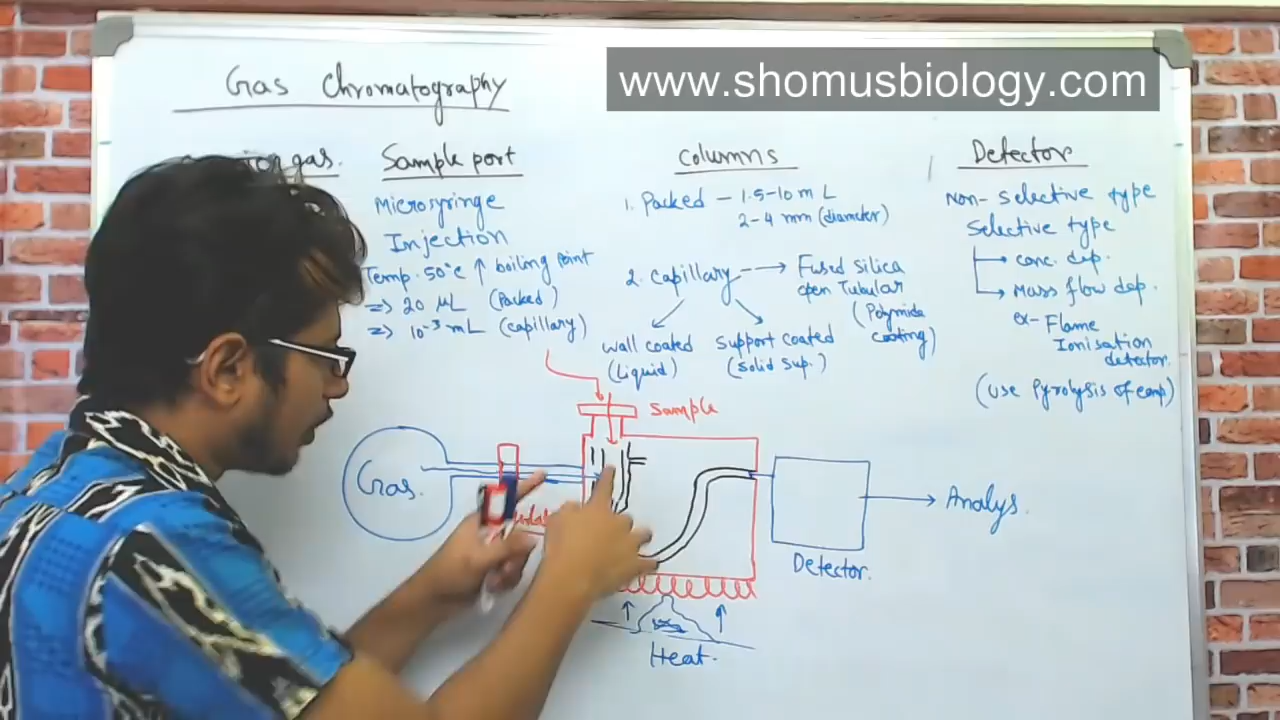 www.shomusbiology.com
Gas Chromatography
gas.
Sample port
Microsyringe
Injection
Temp. 50°c ↑ boiling point
⇒ 20 µL (Packed)
⇒ 10⁻³ mL (capillary)
Columns
1. Packed – 1.5-10 m L
2-4 mm (diameter)
2. capillary → Fused silica
open Tubular
(Polymide
coating)
wall coated
(Liquid)
Support coated
(Solid Sup.)
Detector
Non-Selective type
Selective type
→ conc. dep.
→ Mass flow dep.
ex- Flame
Ionisation
detector.
(use Pyrolysis of comp)
Sample
Gas.
Detector.
Analys.
Heat.